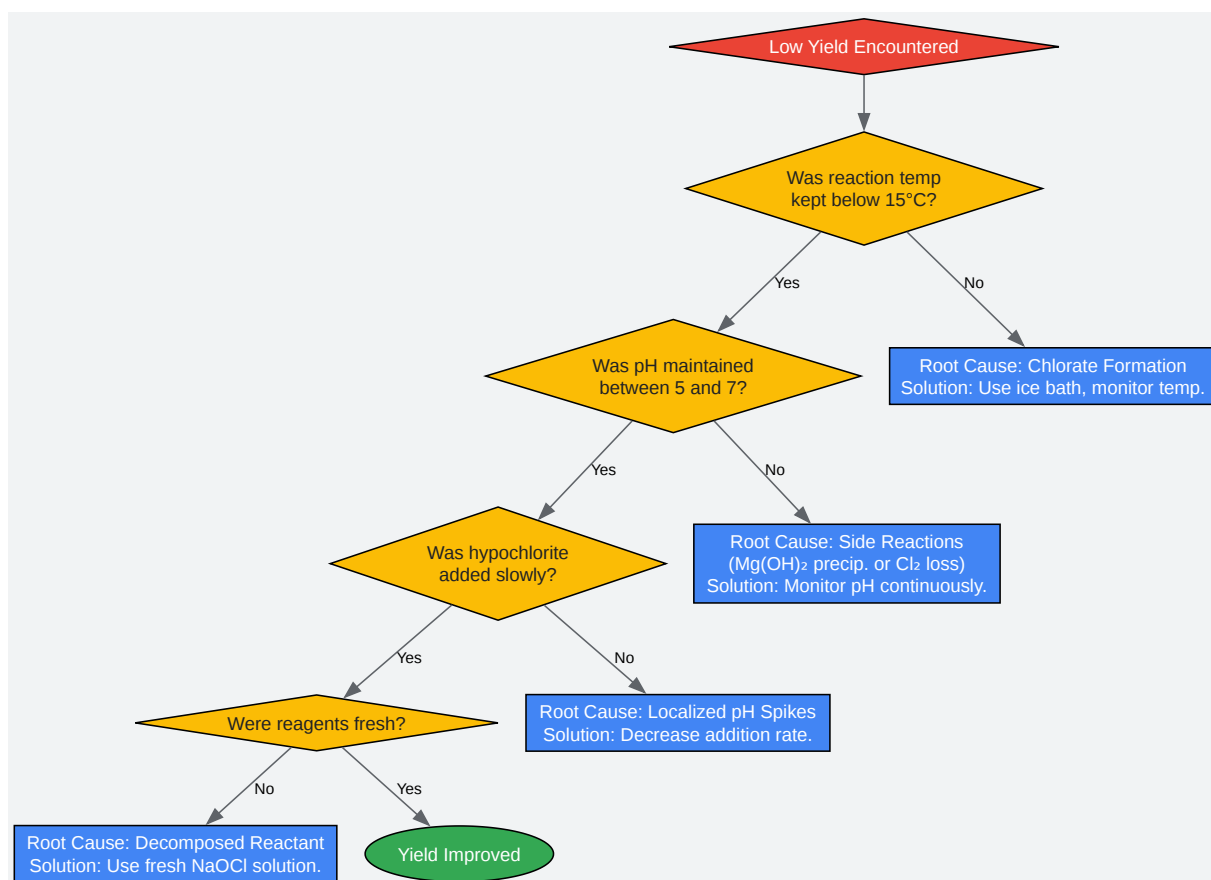 Low Yield Encountered
Was reaction temp
kept below 15°C?
Yes
No
Was pH maintained
between 5 and 7?
Root Cause: Chlorate Formation
Solution: Use ice bath, monitor temp.
Yes
No
Was hypochlorite
added slowly?
Root Cause: Side Reactions
(Mg(OH)₂ precip. or Cl₂ loss)
Solution: Monitor pH continuously.
Yes
No
Were reagents fresh?
Root Cause: Localized pH Spikes
Solution: Decrease addition rate.
No
Yes
Root Cause: Decomposed Reactant
Solution: Use fresh NaOCl solution.
Yield Improved